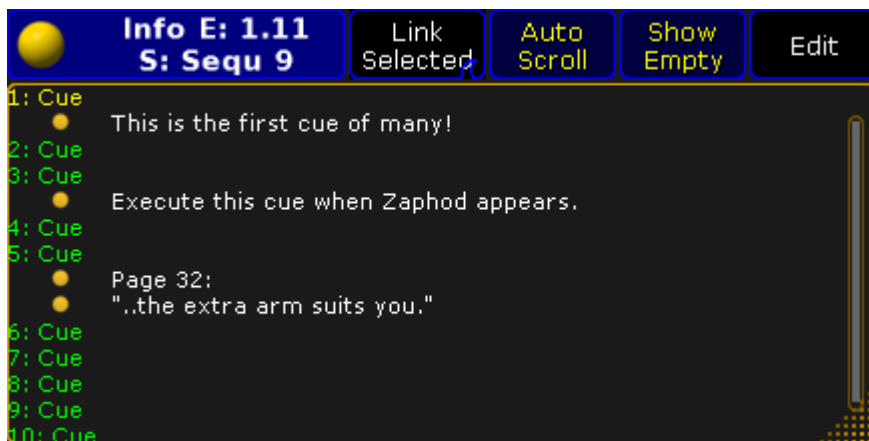 Info E: 1.11
S: Sequ 9
Link
Selected
Auto
Scroll
Show
Empty
Edit
1: Cue
This is the first cue of many!
2: Cue
3: Cue
Execute this cue when Zaphod appears.
4: Cue
5: Cue
Page 32:
"..the extra arm suits you."
6: Cue
7: Cue
8: Cue
9: Cue
10: Cue